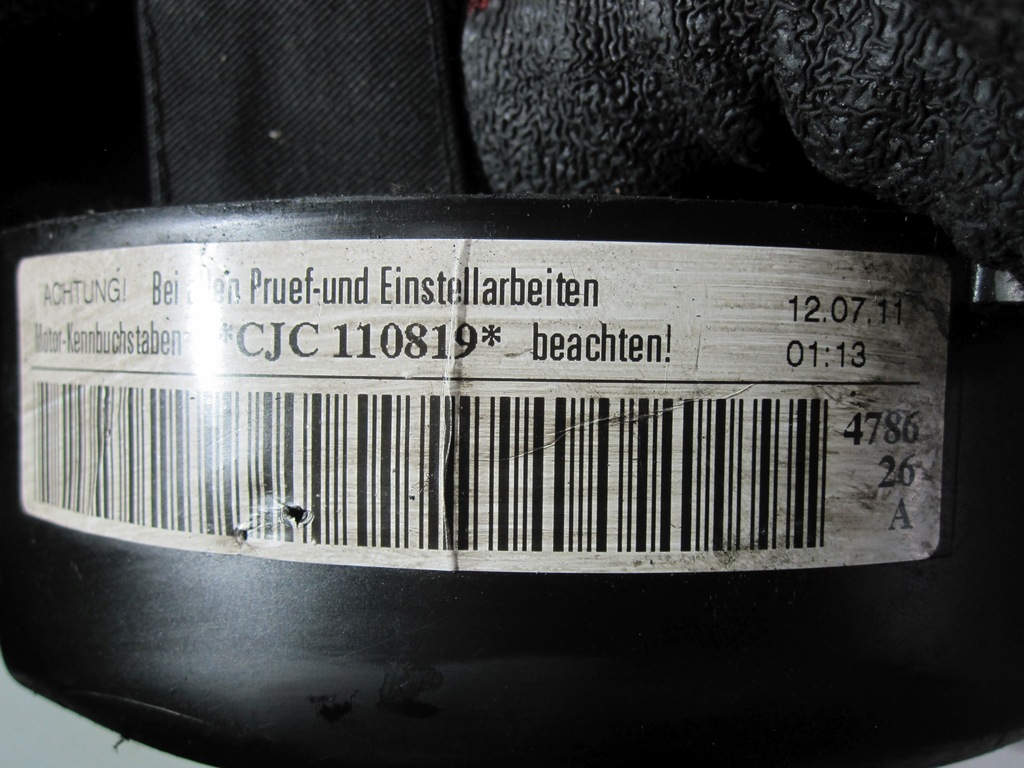 ACHTUNG! Bei allen Pruef-und Einstellarbeiten
Motor-Kennbuchstaben *CJC 110819* beachten!
12.07.11
01:13
4786
26
A